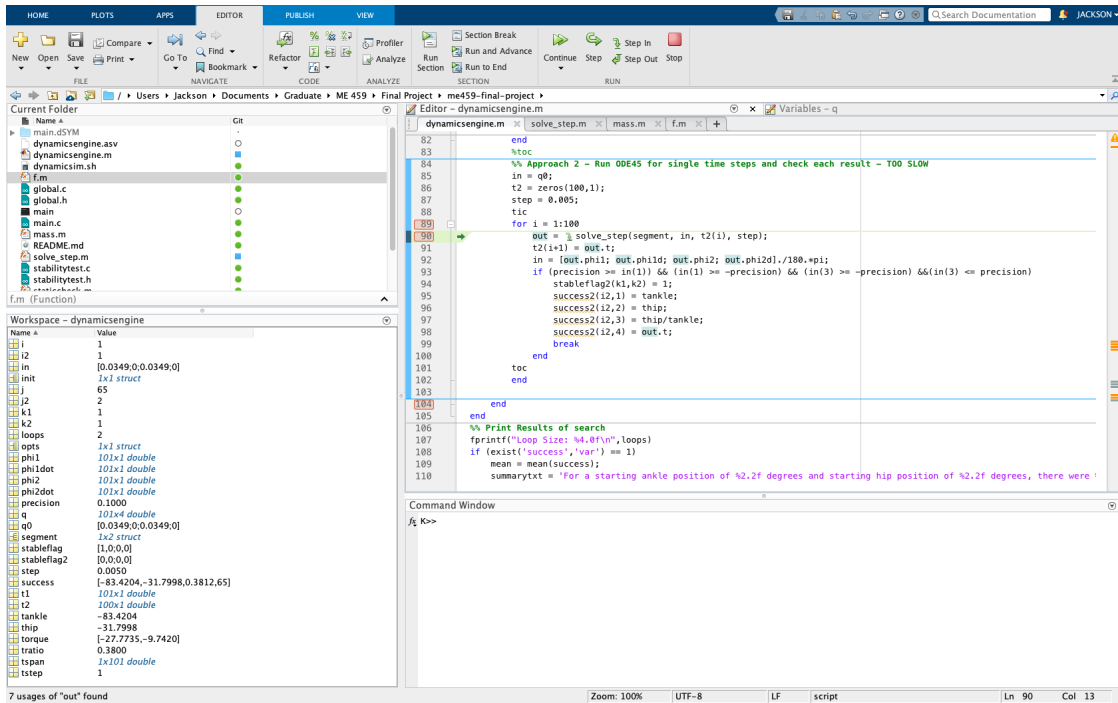 HOME PLOTS APPS EDITOR PUBLISH VIEW Search Documentation JACKSON
New Open Save Compare Print Go To Find Bookmark Refactor Profiler Analyze Run Section Section Break Run and Advance Run to End Continue Step Step In Step Out Stop
FILE NAVIGATE CODE ANALYZE SECTION RUN
/ Users Jackson Documents Graduate ME 459 Final Project me459-final-project
Current Folder
Name Git
main.dSYM
dynamicsengine.asv
dynamicsengine.m
dynamicsim.sh
f.m
global.c
global.h
main
main.c
mass.m
README.md
solve_step.m
stabilitytest.c
stabilitytest.h
staticcheck.m
f.m (Function)
Workspace – dynamicsengine
Name Value
i 1
i2 1
in [0.0349;0;0.0349;0]
init 1x1 struct
j 65
j2 2
k1 1
k2 1
loops 2
opts 1x1 struct
phi1 101x1 double
phi1dot 101x1 double
phi2 101x1 double
phi2dot 101x1 double
precision 0.1000
q 101x4 double
q0 [0.0349;0;0.0349;0]
segment 1x2 struct
stableflag [1,0;0,0]
stableflag2 [0,0;0,0]
step 0.0050
success [-83.4204,-31.7998,0.3812,65]
t1 101x1 double
t2 100x1 double
tankle -83.4204
thip -31.7998
torque [-27.7735,-9.7420]
tratio 0.3800
tspan 1x101 double
tstep 1
Editor – dynamicsengine.m Variables – q
dynamicsengine.m solve_step.m mass.m f.m +
82 end
83 %toc
84 %% Approach 2 - Run ODE45 for single time steps and check each result - TOO SLOW
85 in = q0;
86 t2 = zeros(100,1);
87 step = 0.005;
88 tic
89 for i = 1:100
90 out = solve_step(segment, in, t2(i), step);
91 t2(i+1) = out.t;
92 in = [out.phi1; out.phi1d; out.phi2; out.phi2d]./180.*pi;
93 if (precision >= in(1)) && (in(1) >= -precision) && (in(3) >= -precision) &&(in(3) <= precision)
94 stableflag2(k1,k2) = 1;
95 success2(i2,1) = tankle;
96 success2(i2,2) = thip;
97 success2(i2,3) = thip/tankle;
98 success2(i2,4) = out.t;
99 break
100 end
101 toc
102 end
103
104 end
105 end
106 %% Print Results of search
107 fprintf("Loop Size: %4.0f\n",loops)
108 if (exist('success','var') == 1)
109 mean = mean(success);
110 summarytxt = 'For a starting ankle position of %2.2f degrees and starting hip position of %2.2f degrees, there were
Command Window
fx K>>
7 usages of "out" found Zoom: 100% UTF-8 LF script Ln 90 Col 13